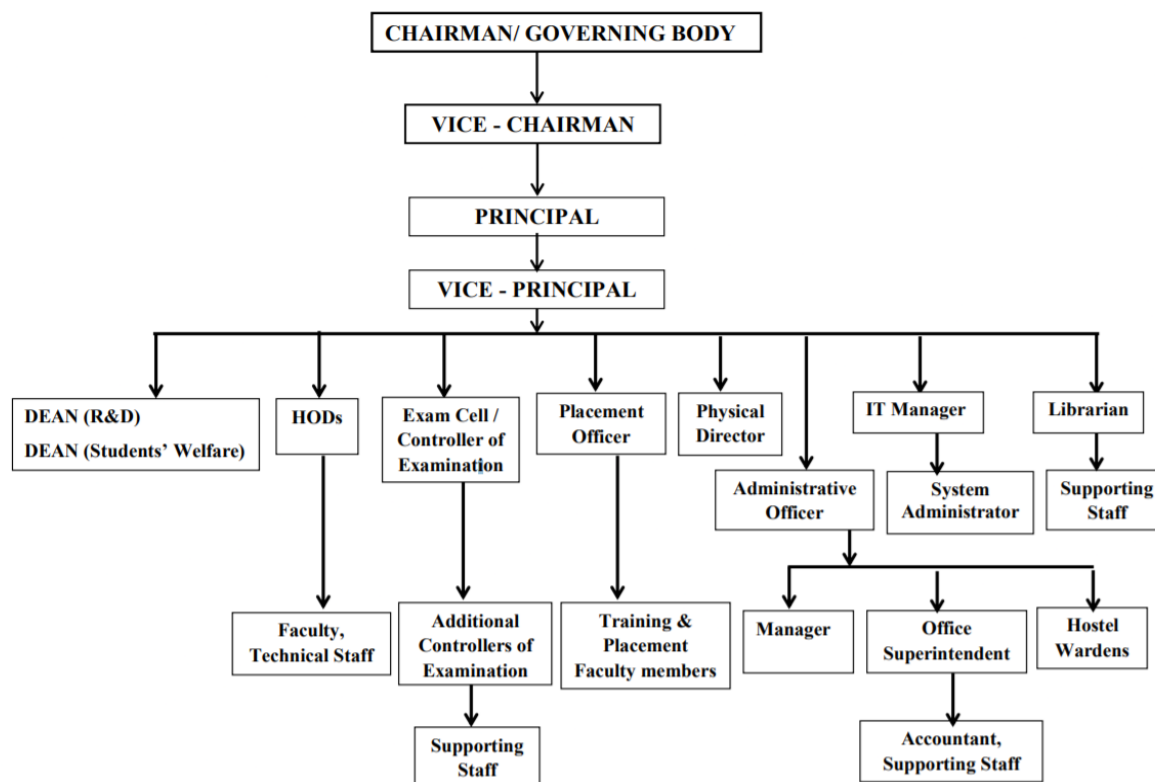 CHAIRMAN/ GOVERNING BODY
VICE - CHAIRMAN
PRINCIPAL
VICE - PRINCIPAL
DEAN (R&D)
DEAN (Students' Welfare)
HODs
Exam Cell /
Controller of
Examination
Placement
Officer
Physical
Director
IT Manager
Librarian
Administrative
Officer
System
Administrator
Supporting
Staff
Faculty,
Technical Staff
Additional
Controllers of
Examination
Training &
Placement
Faculty members
Manager
Office
Superintendent
Hostel
Wardens
Supporting
Staff
Accountant,
Supporting Staff